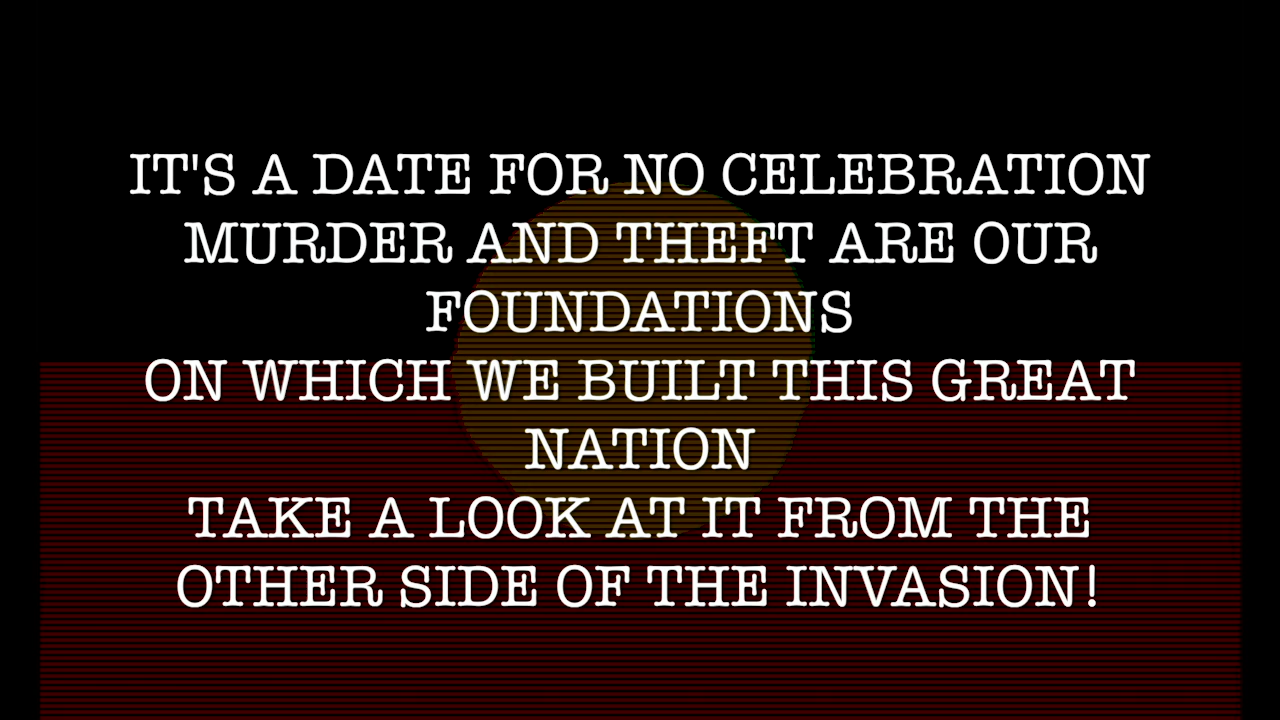 IT'S A DATE FOR NO CELEBRATION
MURDER AND THEFT ARE OUR
FOUNDATIONS
ON WHICH WE BUILT THIS GREAT
NATION
TAKE A LOOK AT IT FROM THE
OTHER SIDE OF THE INVASION!